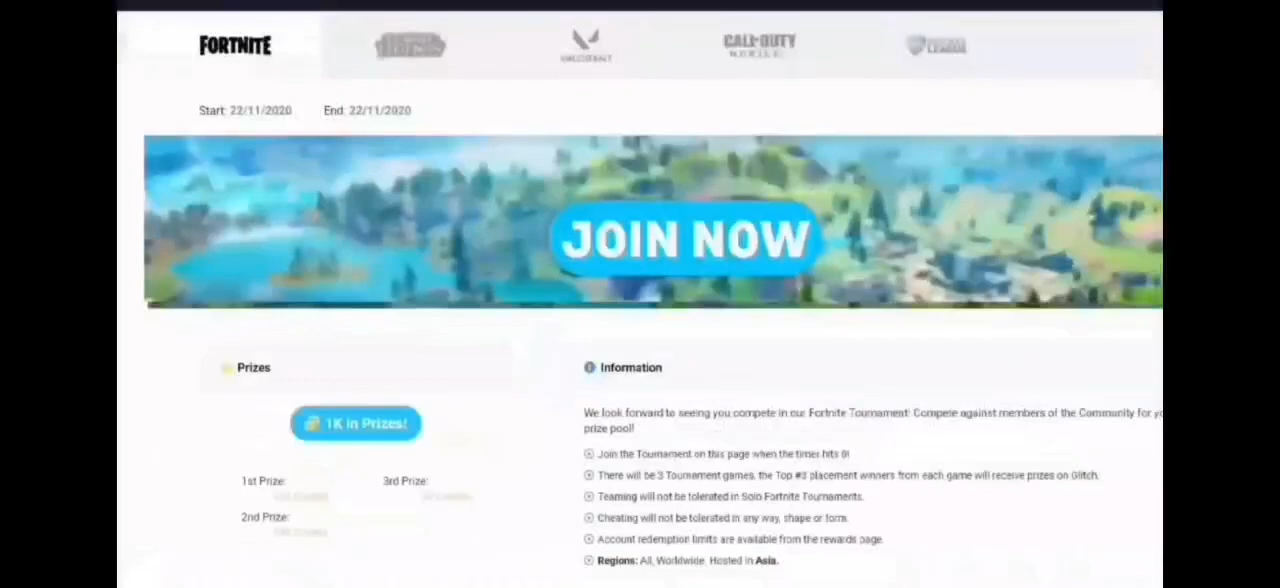 FORTNITE
VALORANT
CALL OF DUTY
MOBILE
Start: 22/11/2020 End: 22/11/2020
JOIN NOW
Prizes
1K in Prizes!
1st Prize:
3rd Prize:
2nd Prize:
Information
We look forward to seeing you compete in our Fortnite Tournament! Compete against members of the Community for
prize pool!
Join the Tournament on this page when the timer hits 0!
There will be 3 Tournament games, the Top #3 placement winners from each game will receive prizes on Glitch.
Teaming will not be tolerated in Solo Fortnite Tournaments.
Cheating will not be tolerated in any way, shape or form.
Account redemption limits are available from the rewards page.
Regions: All, Worldwide. Hosted in Asia.